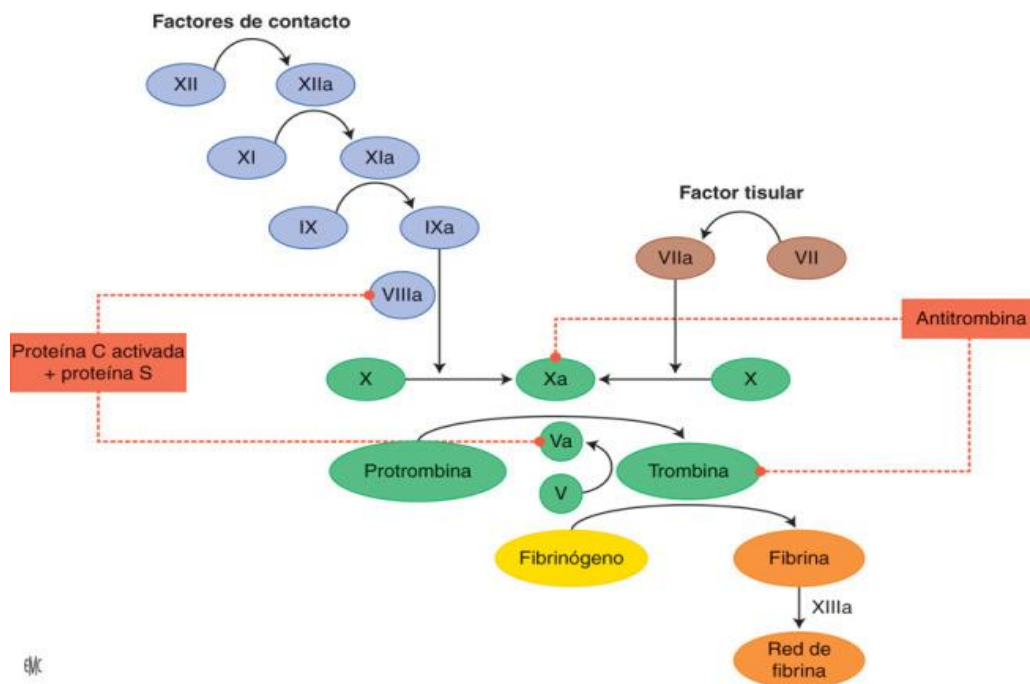 Factores de contacto
XII
XIIa
XI
XIa
IX
IXa
Factor tisular
VIIa
VII
VIIIa
Proteína C activada
+ proteína S
Antitrombina
X
Xa
X
Protrombina
Va
V
Trombina
Fibrinógeno
Fibrina
XIIIa
Red de
fibrina
EMC